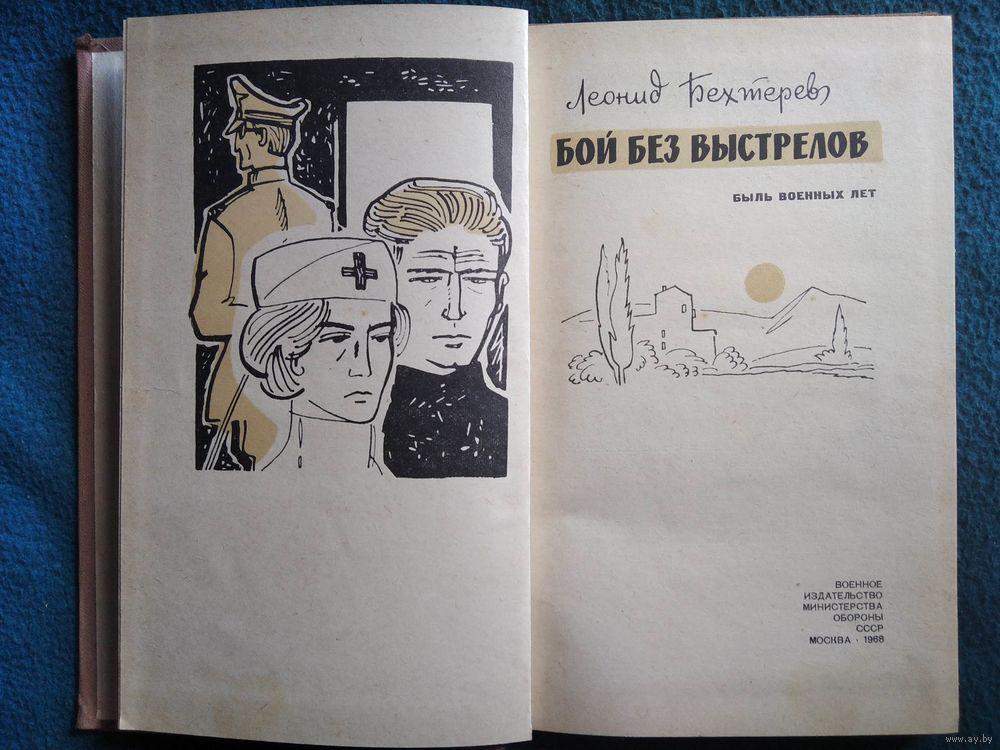 Леонид Бехтерев
БОЙ БЕЗ ВЫСТРЕЛОВ
БЫЛЬ ВОЕННЫХ ЛЕТ
ВОЕННОЕ
ИЗДАТЕЛЬСТВО
МИНИСТЕРСТВА
ОБОРОНЫ
СССР
МОСКВА · 1968
www.ay.by